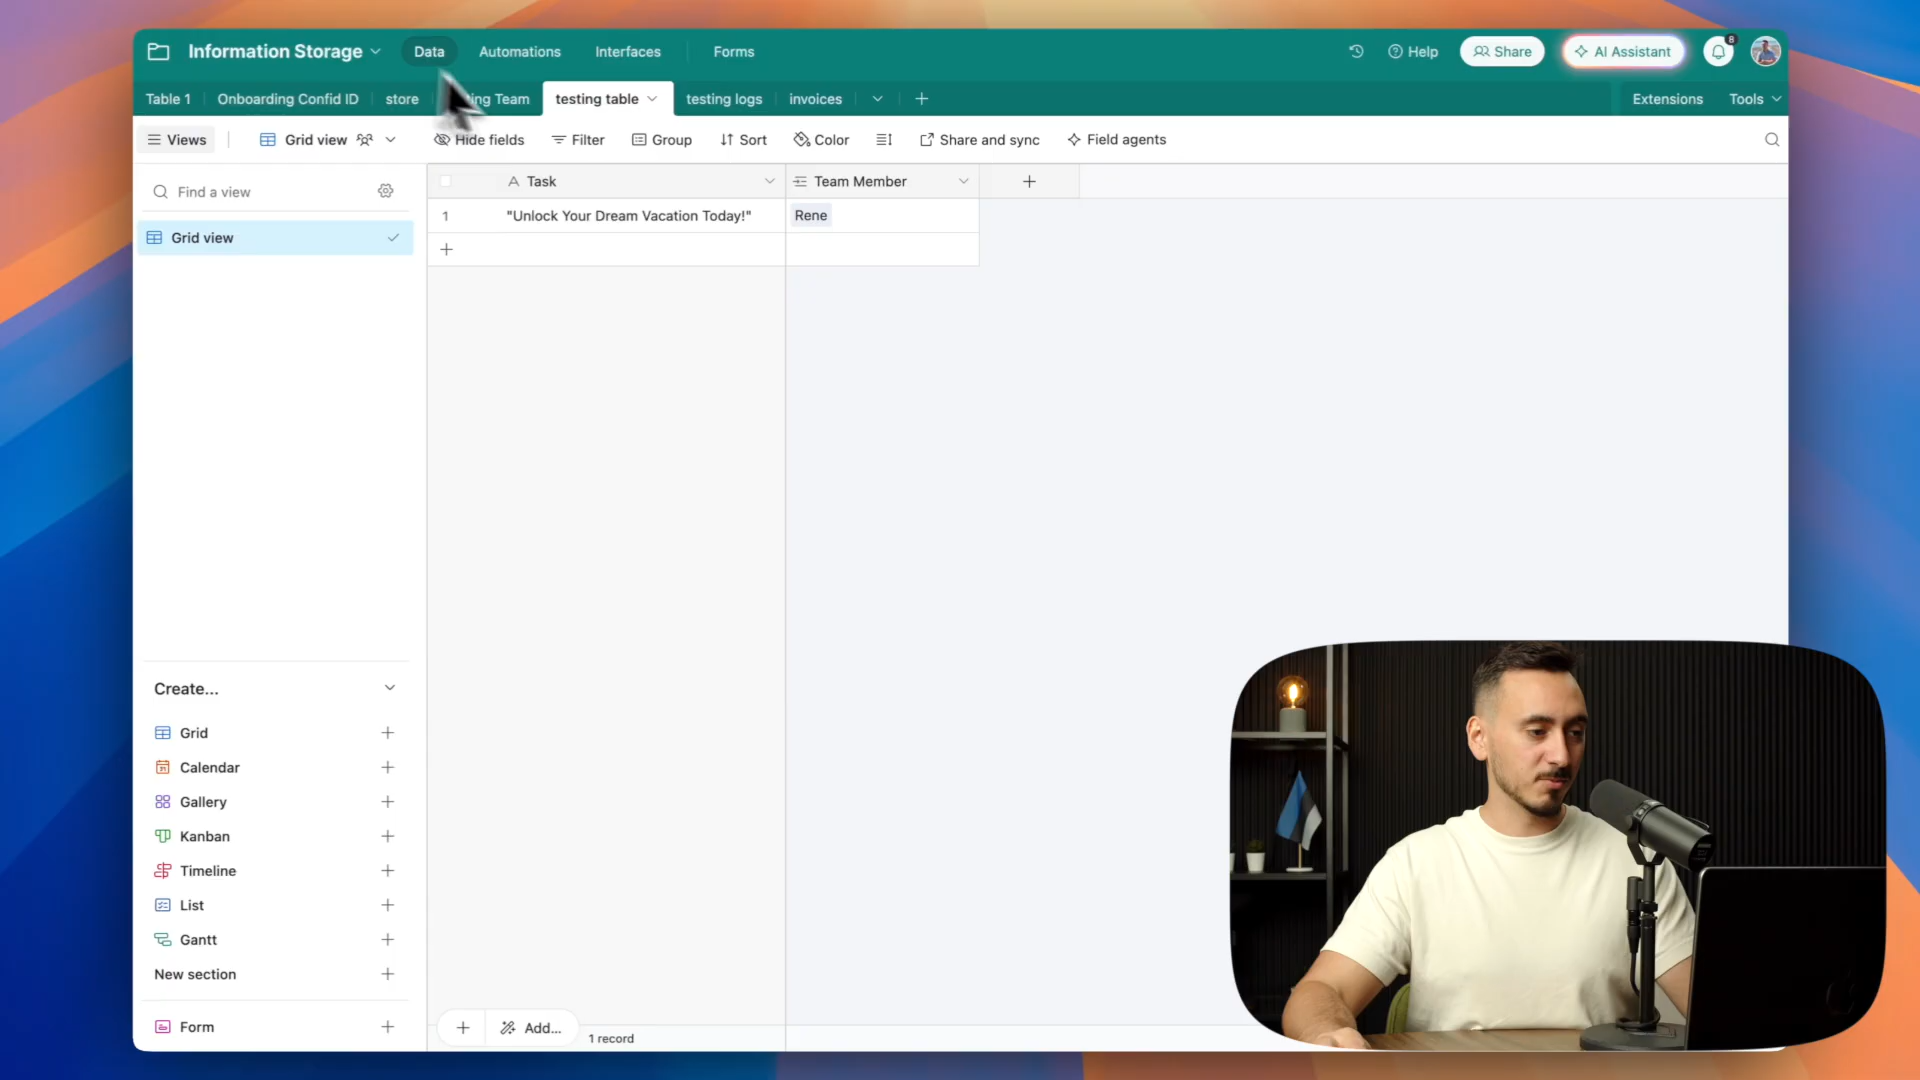 Information Storage
Data
Automations
Interfaces
Forms
Help
Share
AI Assistant
8
Table 1
Onboarding Confid ID
store
Team
testing table
testing logs
invoices
Extensions
Tools
Views
Grid view
Hide fields
Filter
Group
Sort
Color
Share and sync
Field agents
Find a view
Grid view
A Task
Team Member
1
"Unlock Your Dream Vacation Today!"
Rene
Create...
Grid
Calendar
Gallery
Kanban
Timeline
List
Gantt
New section
Form
Add...
1 record